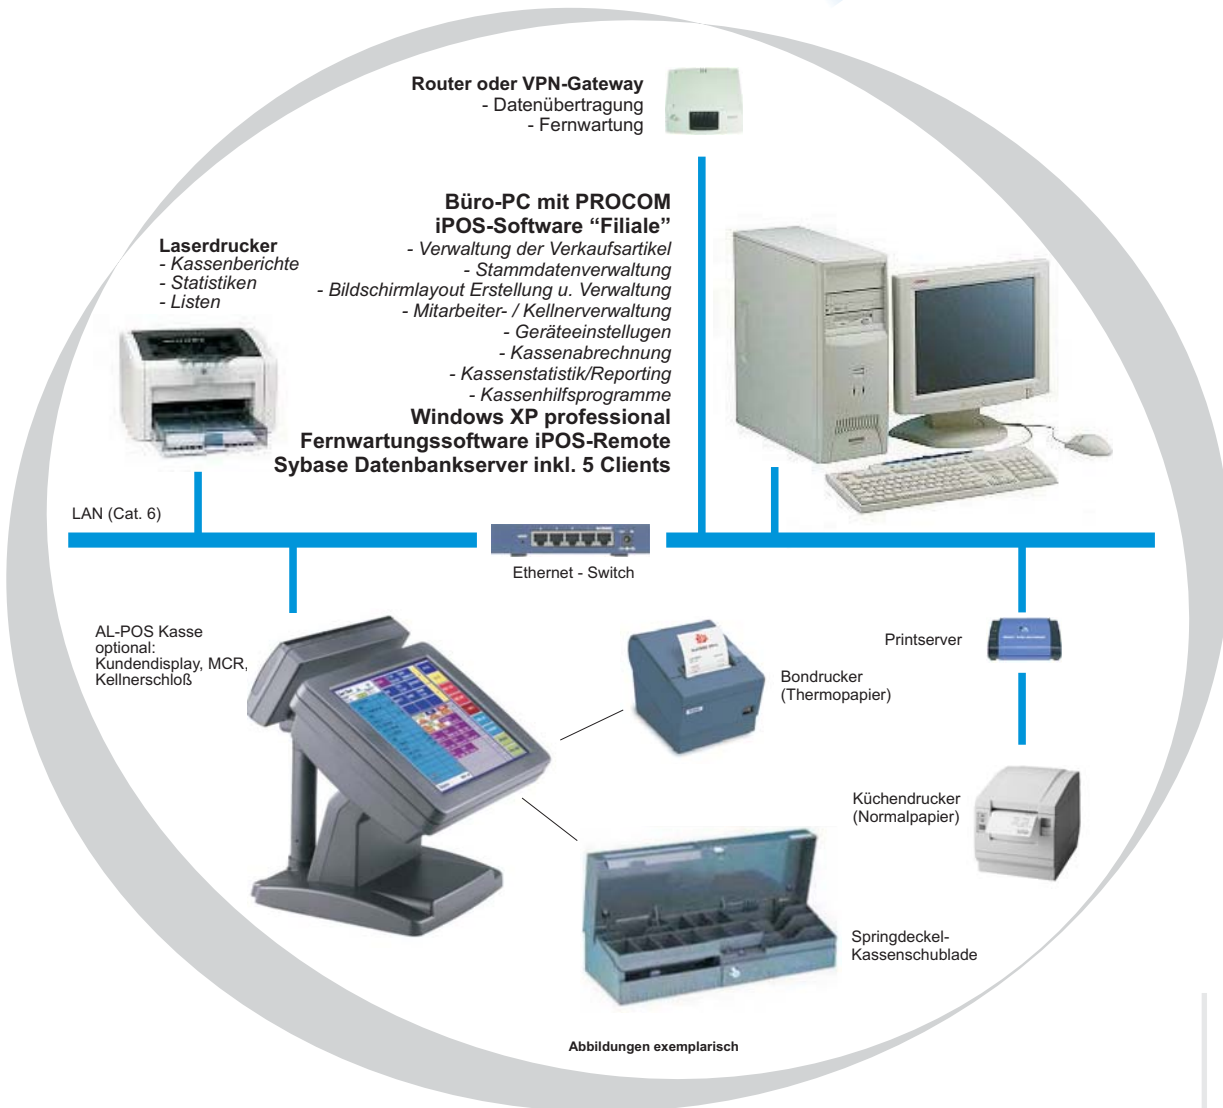 Router oder VPN-Gateway
- Datenübertragung
- Fernwartung
Büro-PC mit PROCOM
iPOS-Software “Filiale”
- Verwaltung der Verkaufsartikel
- Stammdatenverwaltung
- Bildschirmlayout Erstellung u. Verwaltung
- Mitarbeiter- / Kellnerverwaltung
- Geräteeinstellugen
- Kassenabrechnung
- Kassenstatistik/Reporting
- Kassenhilfsprogramme
Windows XP professional
Fernwartungssoftware iPOS-Remote
Sybase Datenbankserver inkl. 5 Clients
Laserdrucker
- Kassenberichte
- Statistiken
- Listen
LAN (Cat. 6)
Ethernet - Switch
AL-POS Kasse
optional:
Kundendisplay, MCR,
Kellnerschloß
Bondrucker
(Thermopapier)
Printserver
Küchendrucker
(Normalpapier)
Springdeckel-
Kassenschublade
Abbildungen exemplarisch